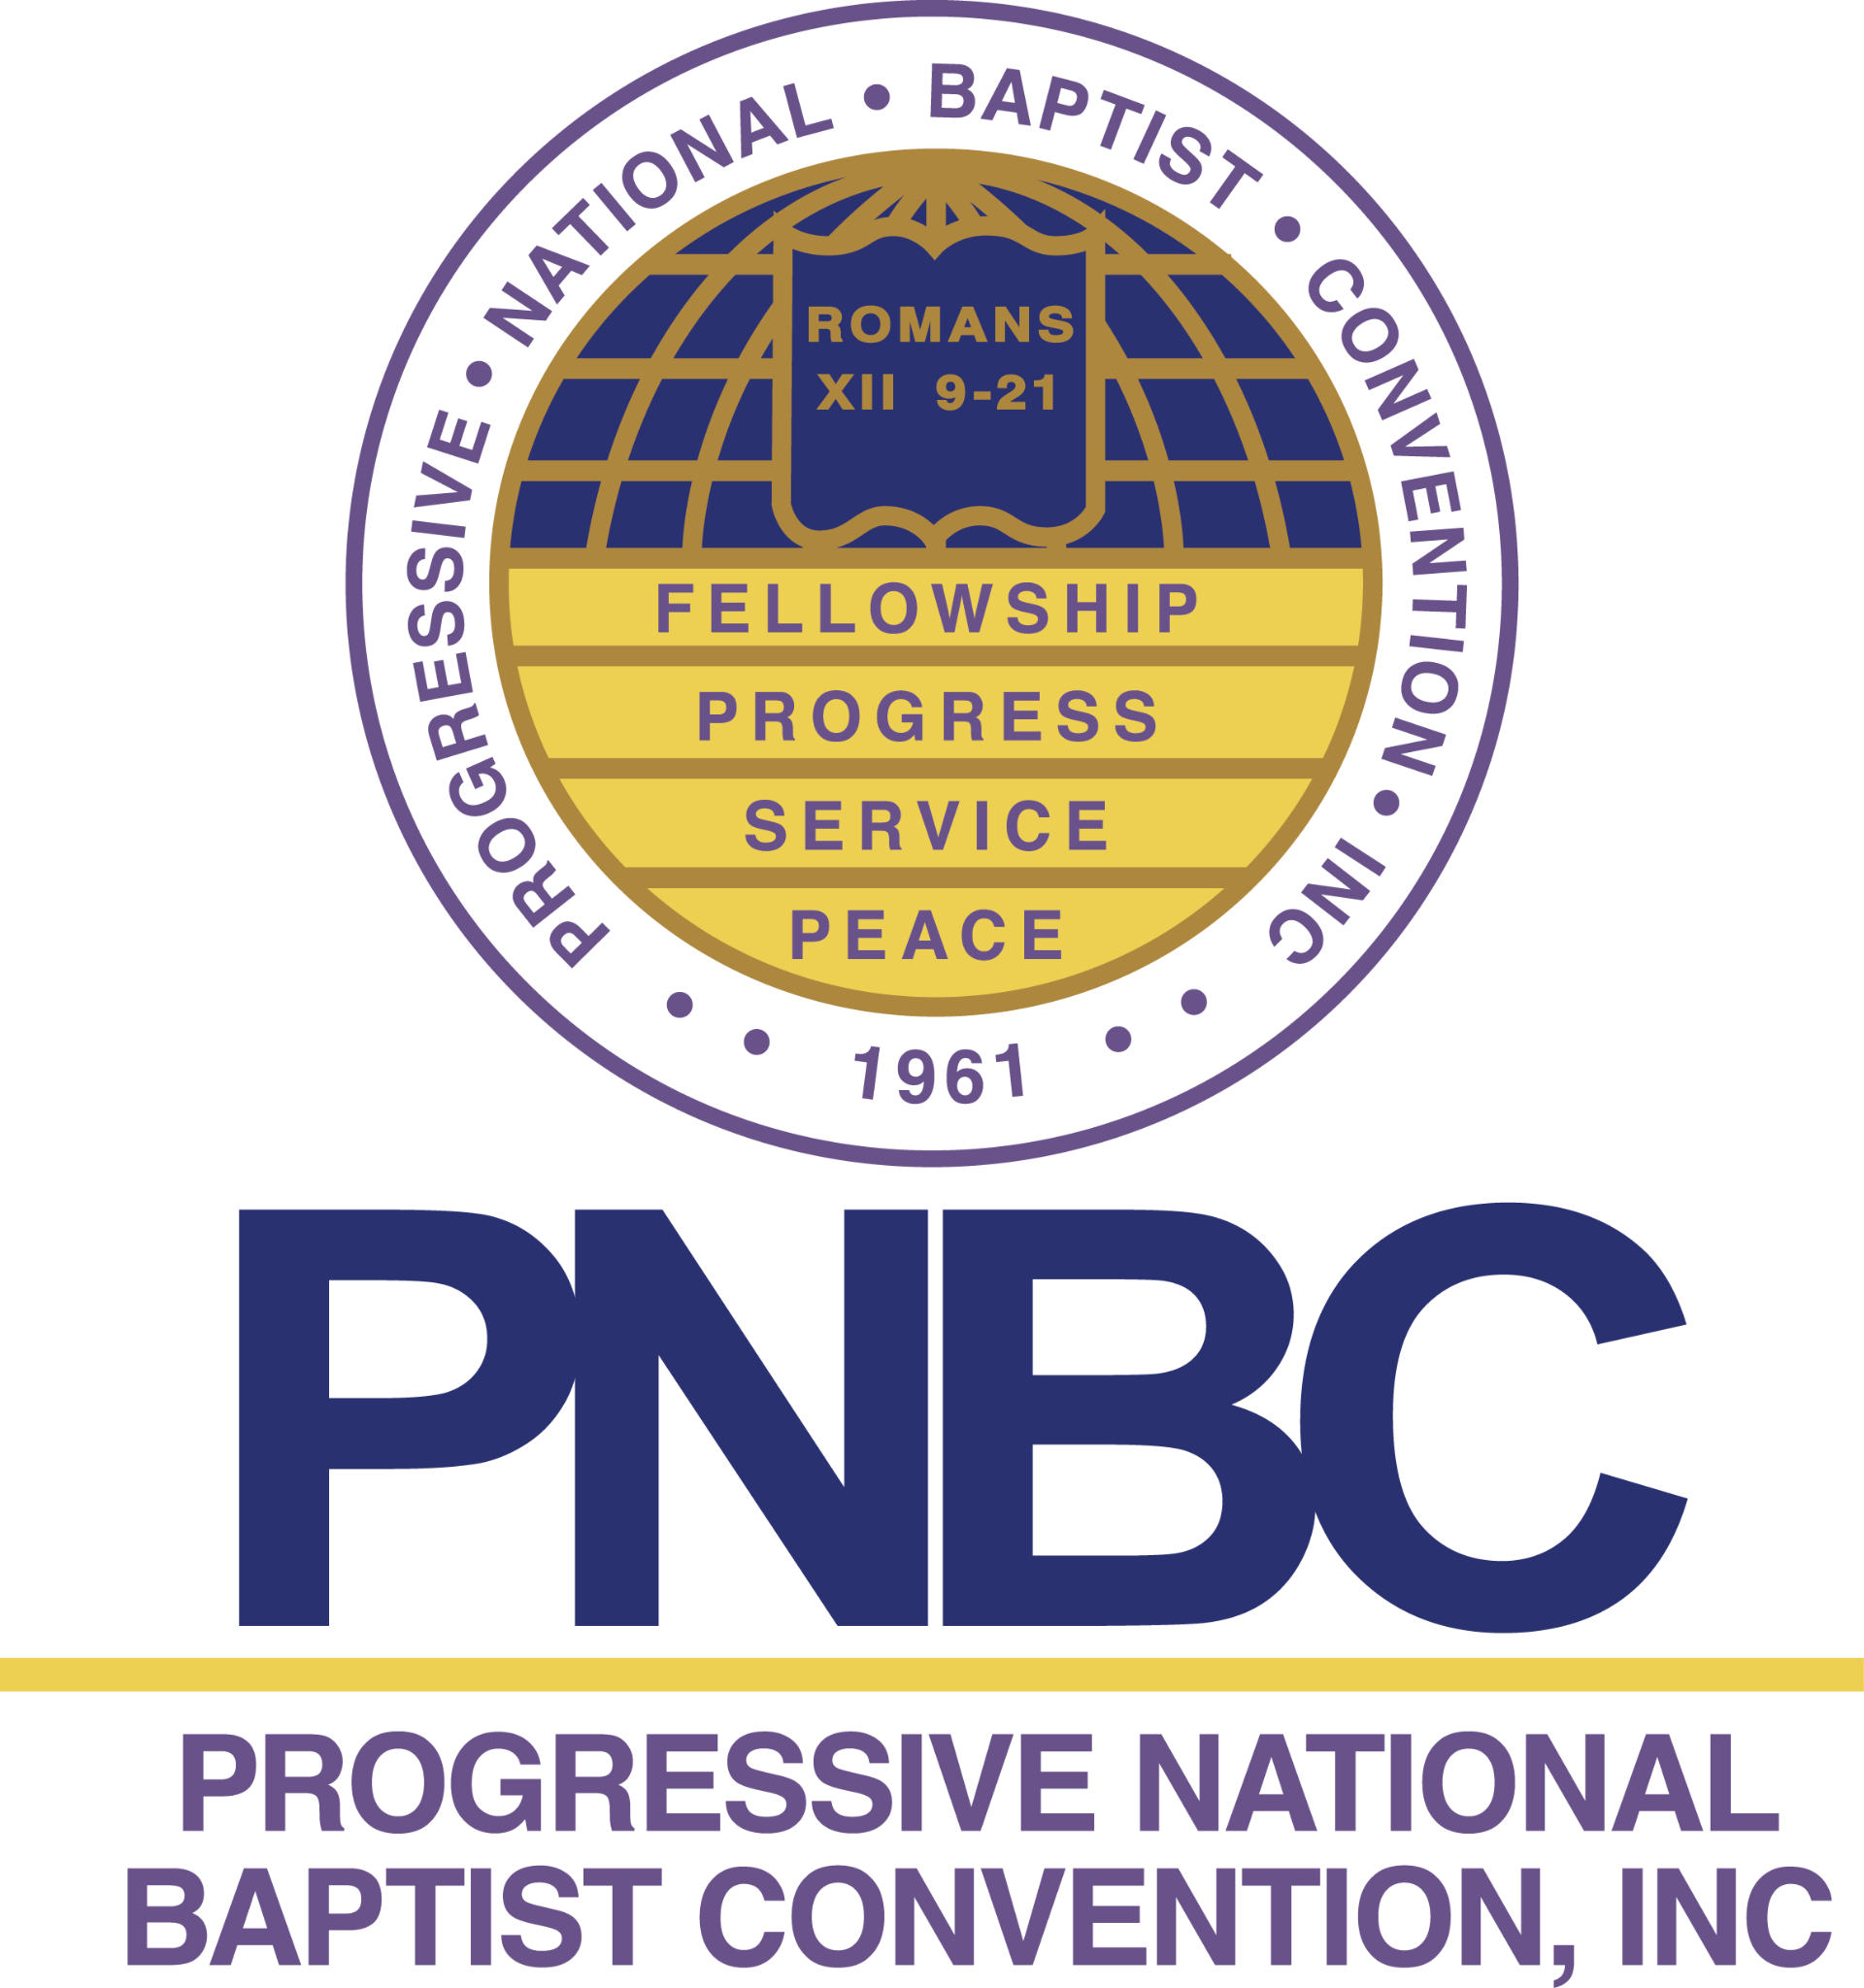 PROGRESSIVE • NATIONAL • BAPTIST • CONVENTION • INC
ROMANS
XII 9-21
FELLOWSHIP
PROGRESS
SERVICE
PEACE
• • 1961 • •
PNBC
PROGRESSIVE NATIONAL
BAPTIST CONVENTION, INC